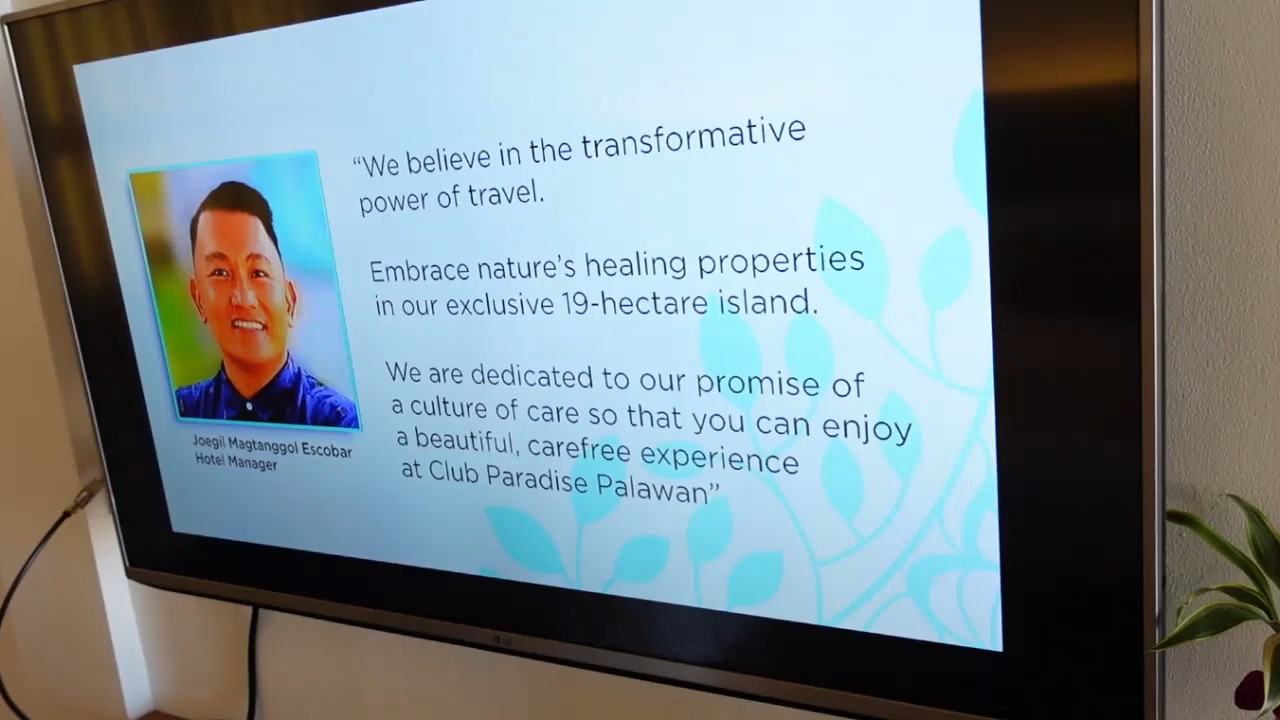 “We believe in the transformative
power of travel.
Embrace nature’s healing properties
in our exclusive 19-hectare island.
We are dedicated to our promise of
a culture of care so that you can enjoy
a beautiful, carefree experience
at Club Paradise Palawan”
Joegil Magtanggol Escobar
Hotel Manager
LG